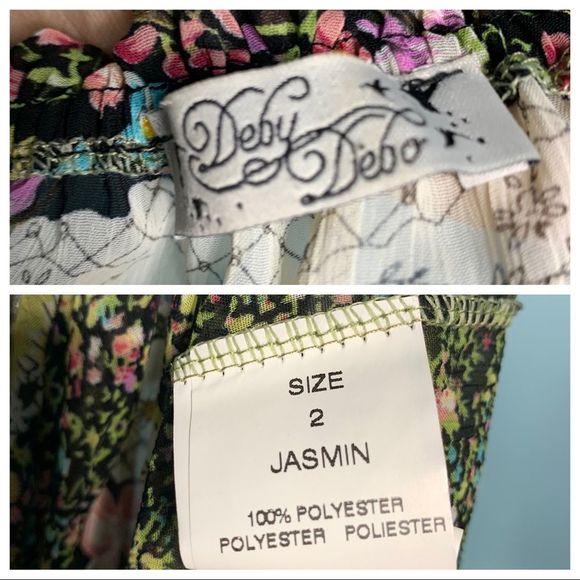 Deby
Debo
SIZE
2
JASMIN
100% POLYESTER
POLYESTER POLIESTER